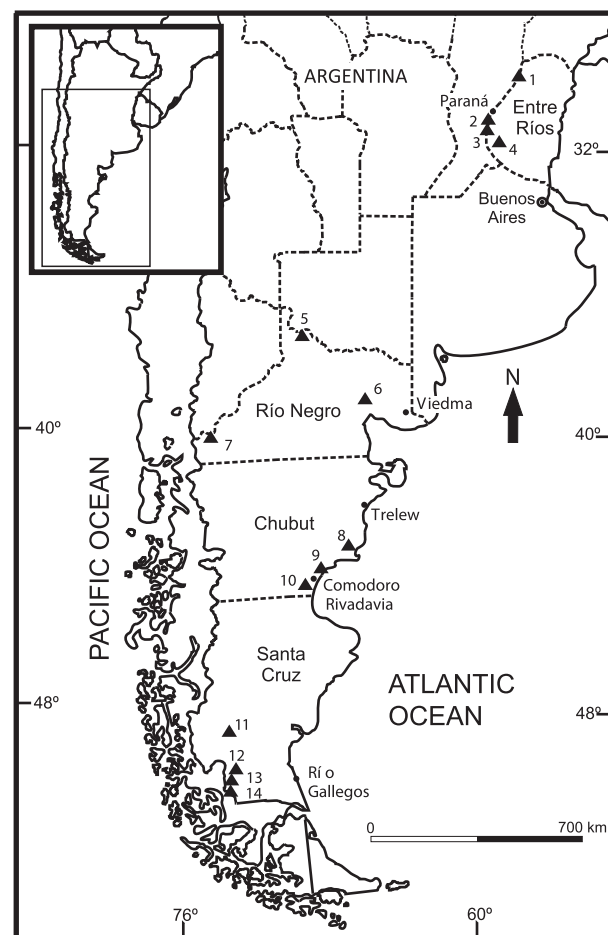 ARGENTINA
1
Paraná
Entre
Ríos
2
3
4
32º
Buenos
Aires
5
N
6
Río Negro
Viedma
7
40º
40º
PACIFIC OCEAN
Chubut
Trelew
8
9
10
Comodoro
Rivadavia
Santa
Cruz
ATLANTIC
OCEAN
48º
48º
11
12
13
14
Rí o
Gallegos
0
700 km
76º
60º